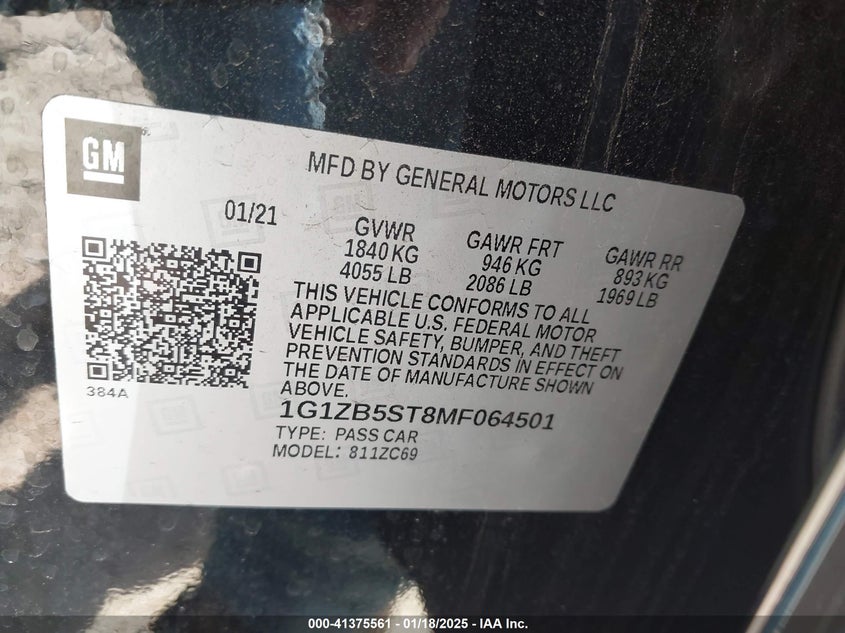 GM
MFD BY GENERAL MOTORS LLC
01/21
GVWR
1840 KG
4055 LB
GAWR FRT
946 KG
2086 LB
GAWR RR
893 KG
1969 LB
THIS VEHICLE CONFORMS TO ALL
APPLICABLE U.S. FEDERAL MOTOR
VEHICLE SAFETY, BUMPER, AND THEFT
PREVENTION STANDARDS IN EFFECT ON
THE DATE OF MANUFACTURE SHOWN
ABOVE.
384A
1G1ZB5ST8MF064501
TYPE: PASS CAR
MODEL: 811ZC69
000-41375561 - 01/18/2025 - IAA Inc.